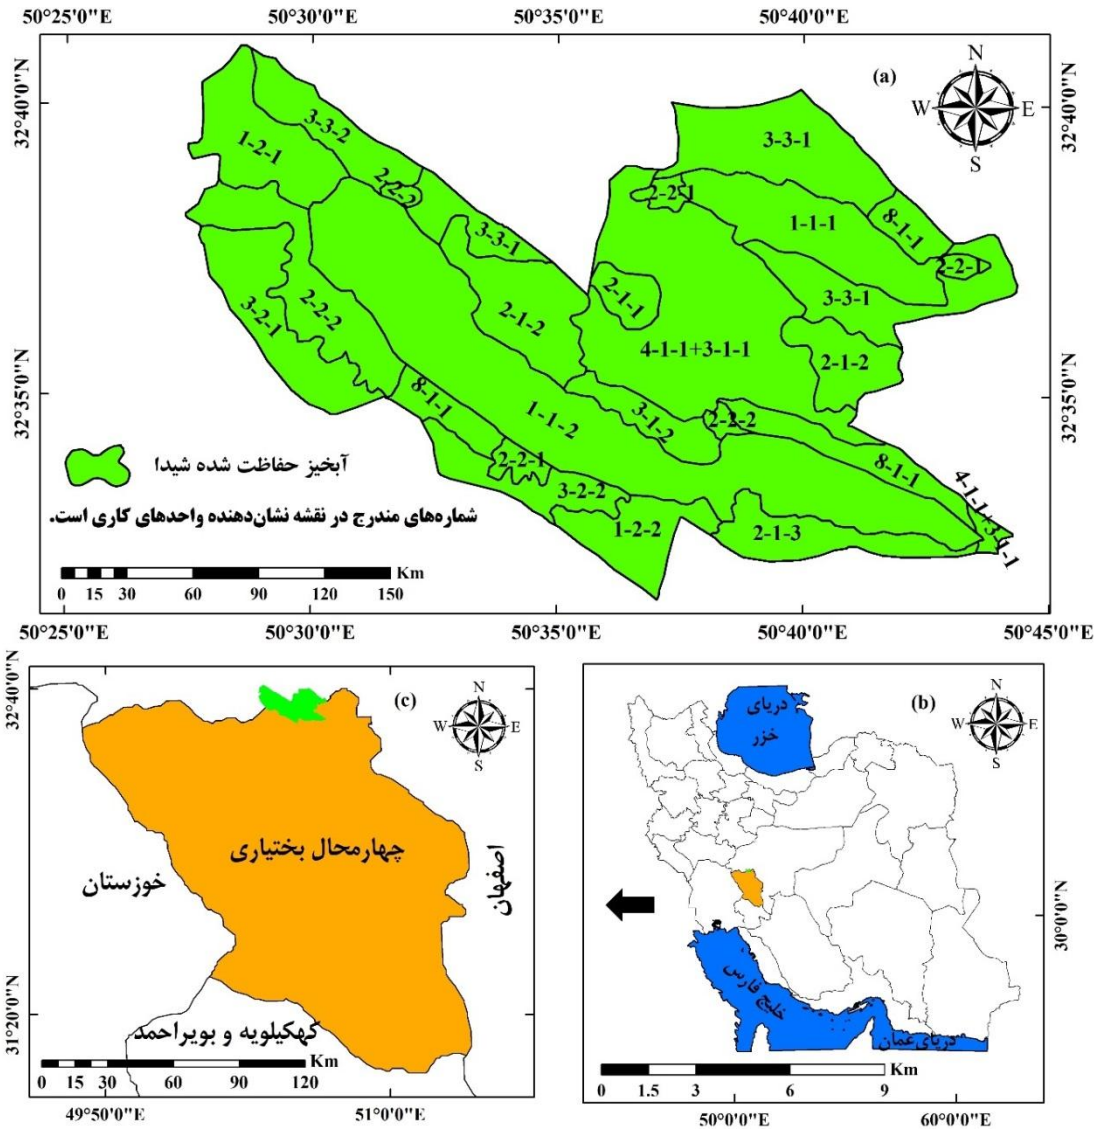 50°25'0"E 50°30'0"E 50°35'0"E 50°40'0"E
(a)
N
W E
S
32°40'0"N 32°40'0"N
3-3-2
3-3-1
1-2-1
2-2-2
2-2-1
1-1-1
8-1-1
3-3-1
2-2-1
2-1-1
3-3-1
3-2-1
2-2-2
2-1-2
4-1-1+3-1-1
2-1-2
32°35'0"N 32°35'0"N
8-1-1
1-1-2
3-1-2
2-2-2
8-1-1
2-2-1
3-2-2
1-2-2
2-1-3
4-1-1+3-1-1
آبخیز حفاظت شده شیدا
شماره‌های مندرج در نقشه نشان‌دهنده واحدهای کاری است.
Km
0 15 30 60 90 120 150
50°25'0"E 50°30'0"E 50°35'0"E 50°40'0"E 50°45'0"E
32°40'0"N
(c)
N
W E
S
چهارمحال بختیاری
خوزستان
اصفهان
کهکیلویه و بویراحمد
31°20'0"N
Km
0 15 30 60 90 120
49°50'0"E 51°0'0"E
(b)
N
W E
S
دریای
خزر
خلیج فارس
دریای عمان
30°0'0"N
Km
0 1.5 3 6 9
50°0'0"E 60°0'0"E